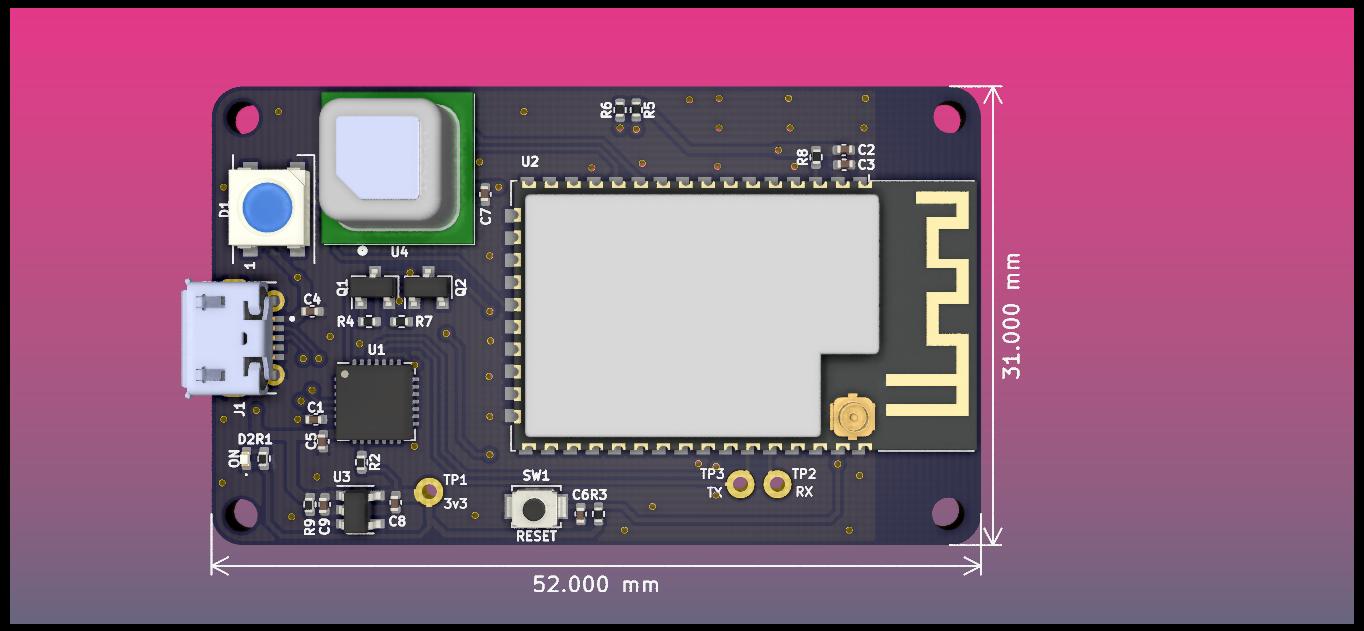 R6
R5
U2
R8
C2
C3
D1
C7
U4
1
Q1
Q2
C4
R4
R7
U1
31.000 mm
J1
C1
C5
D2R1
ON
R2
U3
TP1
3v3
SW1
TP3
TX
TP2
RX
C6R3
R9
C9
C8
RESET
52.000 mm